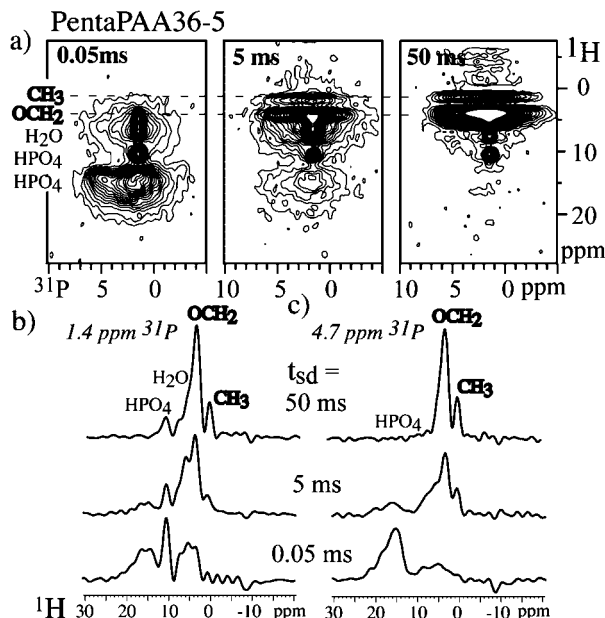 PentaPAA36-5
a) 0.05ms 5 ms 50 ms ¹H
CH₃
OCH₂
H₂O
HPO₄
HPO₄
0
10
20
ppm
³¹P 5 0 10 5 0 10 5 0 ppm
b) c)
1.4 ppm ³¹P OCH₂ 4.7 ppm ³¹P OCH₂
H₂O
HPO₄ CH₃ HPO₄ CH₃
tsd =
50 ms
5 ms
0.05 ms
¹H 30 20 10 0 -10 ppm 30 20 10 0 -10 ppm